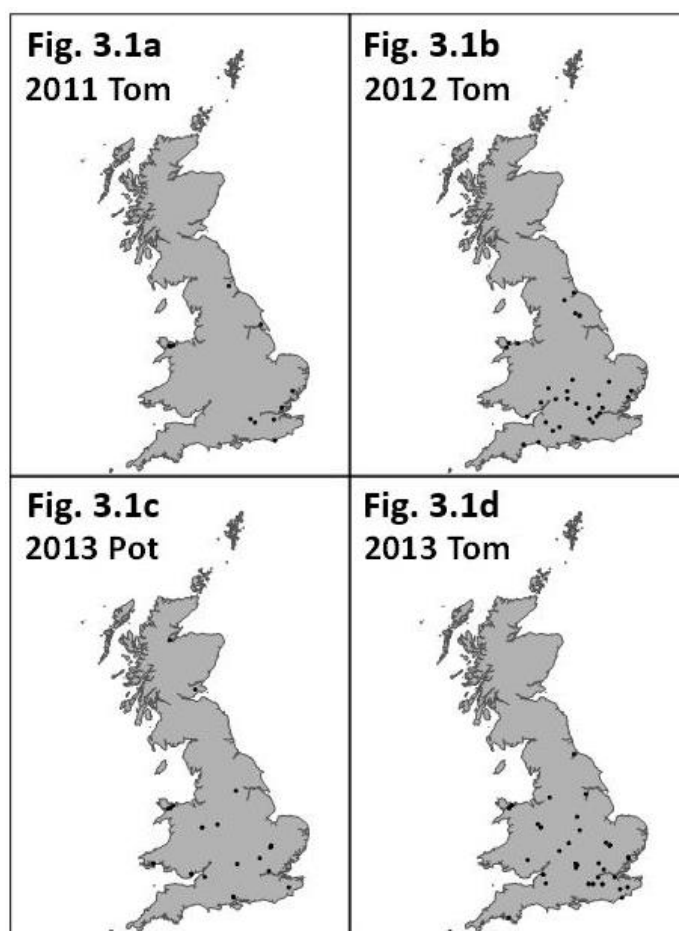 Fig. 3.1a
2011 Tom
Fig. 3.1b
2012 Tom
Fig. 3.1c
2013 Pot
Fig. 3.1d
2013 Tom